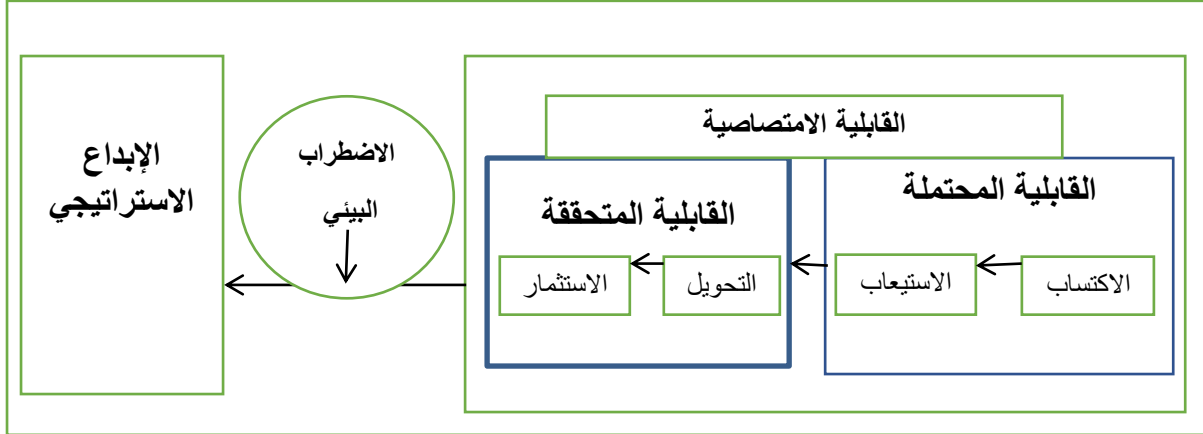 القابلية الامتصاصية
القابلية المحتملة
الاكتساب
الاستيعاب
القابلية المتحققة
التحويل
الاستثمار
الاضطراب
البيئي
الإبداع
الاستراتيجي